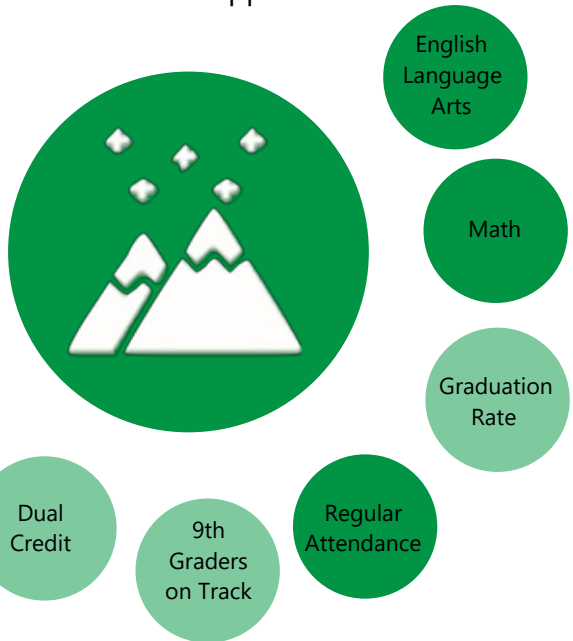 English
Language
Arts
Math
Graduation
Rate
Regular
Attendance
9th
Graders
on Track
Dual
Credit